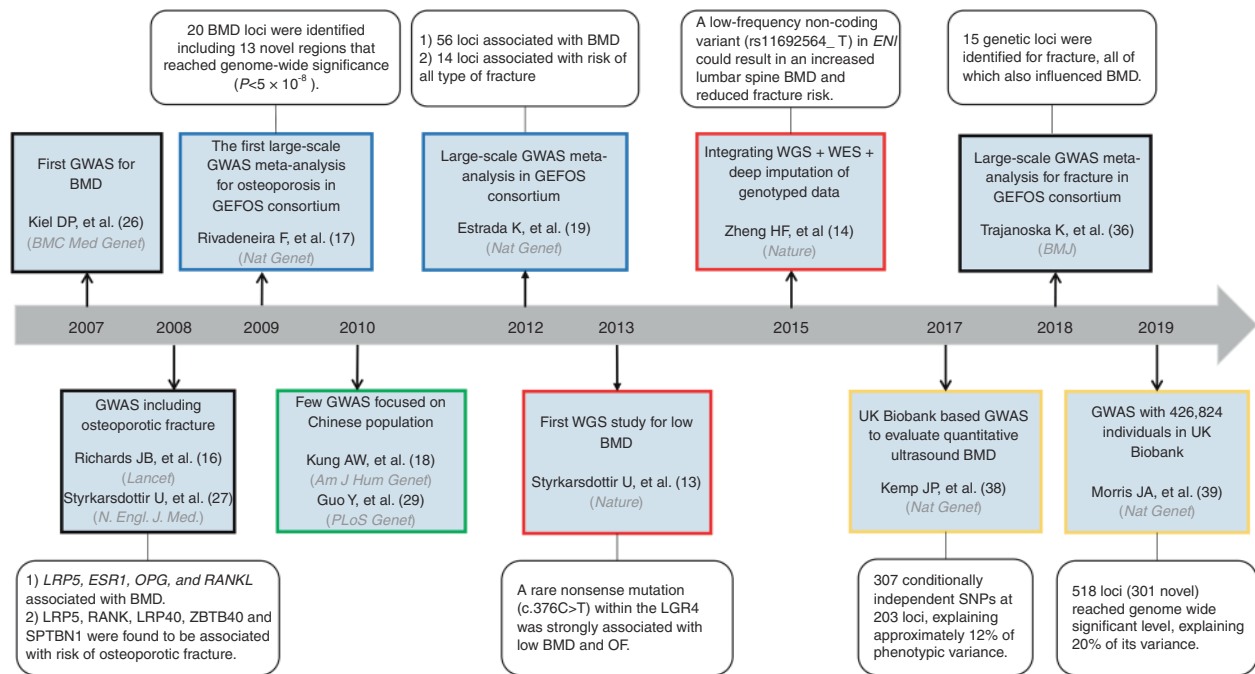 20 BMD loci were identified
including 13 novel regions that
reached genome-wide significance
(P<5 × 10⁻⁸ ).
1) 56 loci associated with BMD
2) 14 loci associated with risk of
all type of fracture
A low-frequency non-coding
variant (rs11692564_ T) in ENI
could result in an increased
lumbar spine BMD and
reduced fracture risk.
15 genetic loci were
identified for fracture, all of
which also influenced BMD.
First GWAS for
BMD
Kiel DP, et al. (26)
(BMC Med Genet)
The first large-scale
GWAS meta-analysis
for osteoporosis in
GEFOS consortium
Rivadeneira F, et al. (17)
(Nat Genet)
Large-scale GWAS meta-
analysis in GEFOS
consortium
Estrada K, et al. (19)
(Nat Genet)
Integrating WGS + WES +
deep imputation of
genotyped data
Zheng HF, et al (14)
(Nature)
Large-scale GWAS meta-
analysis for fracture in
GEFOS consortium
Trajanoska K, et al. (36)
(BMJ)
2007 2008 2009 2010 2012 2013 2015 2017 2018 2019
GWAS including
osteoporotic fracture
Richards JB, et al. (16)
(Lancet)
Styrkarsdottir U, et al. (27)
(N. Engl. J. Med.)
Few GWAS focused on
Chinese population
Kung AW, et al. (18)
(Am J Hum Genet)
Guo Y, et al. (29)
(PLoS Genet)
First WGS study for low
BMD
Styrkarsdottir U, et al. (13)
(Nature)
UK Biobank based GWAS
to evaluate quantitative
ultrasound BMD
Kemp JP, et al. (38)
(Nat Genet)
GWAS with 426,824
individuals in UK
Biobank
Morris JA, et al. (39)
(Nat Genet)
1) LRP5, ESR1, OPG, and RANKL
associated with BMD.
2) LRP5, RANK, LRP40, ZBTB40 and
SPTBN1 were found to be associated
with risk of osteoporotic fracture.
A rare nonsense mutation
(c.376C>T) within the LGR4
was strongly associated with
low BMD and OF.
307 conditionally
independent SNPs at
203 loci, explaining
approximately 12% of
phenotypic variance.
518 loci (301 novel)
reached genome wide
significant level, explaining
20% of its variance.